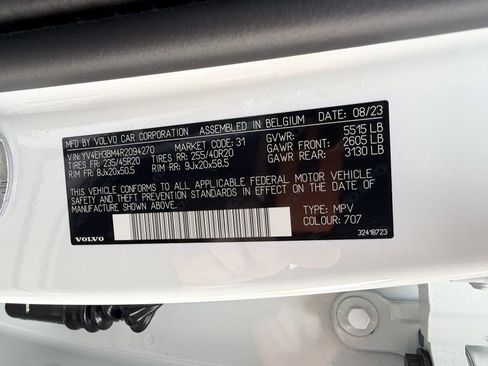 MFD BY VOLVO CAR CORPORATION ASSEMBLED IN BELGIUM DATE: 08/23
VIN: YV4EH3BM4R2094270 MARKET CODE: 31 GVWR: 5515 LB
TIRES FR: 235/45R20 TIRES RR: 255/40R20 GAWR FRONT: 2605 LB
RIM FR: 8Jx20x50.5 RIM RR: 9Jx20x58.5 GAWR REAR: 3130 LB
THIS VEHICLE CONFORMS TO ALL APPLICABLE FEDERAL MOTOR VEHICLE
SAFETY AND THEFT PREVENTION STANDARDS IN EFFECT ON THE DATE
OF MANUFACTURE SHOWN ABOVE.
TYPE: MPV
COLOUR: 707
VOLVO 32418723